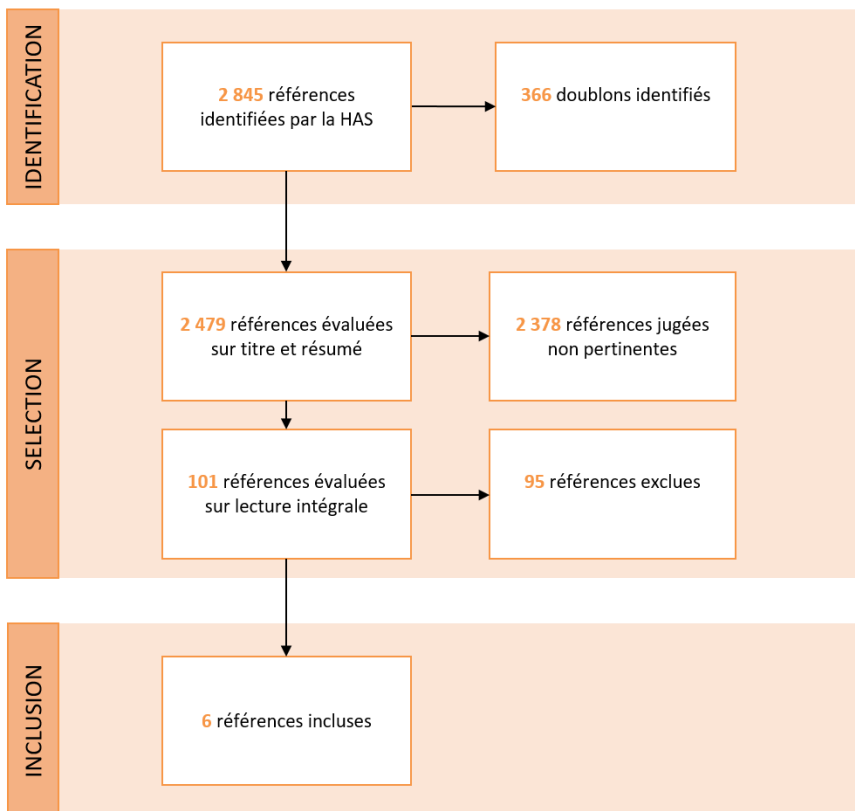 IDENTIFICATION
2 845 références
identifiées par la HAS
366 doublons identifiés
SELECTION
2 479 références évaluées
sur titre et résumé
2 378 références jugées
non pertinentes
101 références évaluées
sur lecture intégrale
95 références exclues
INCLUSION
6 références incluses